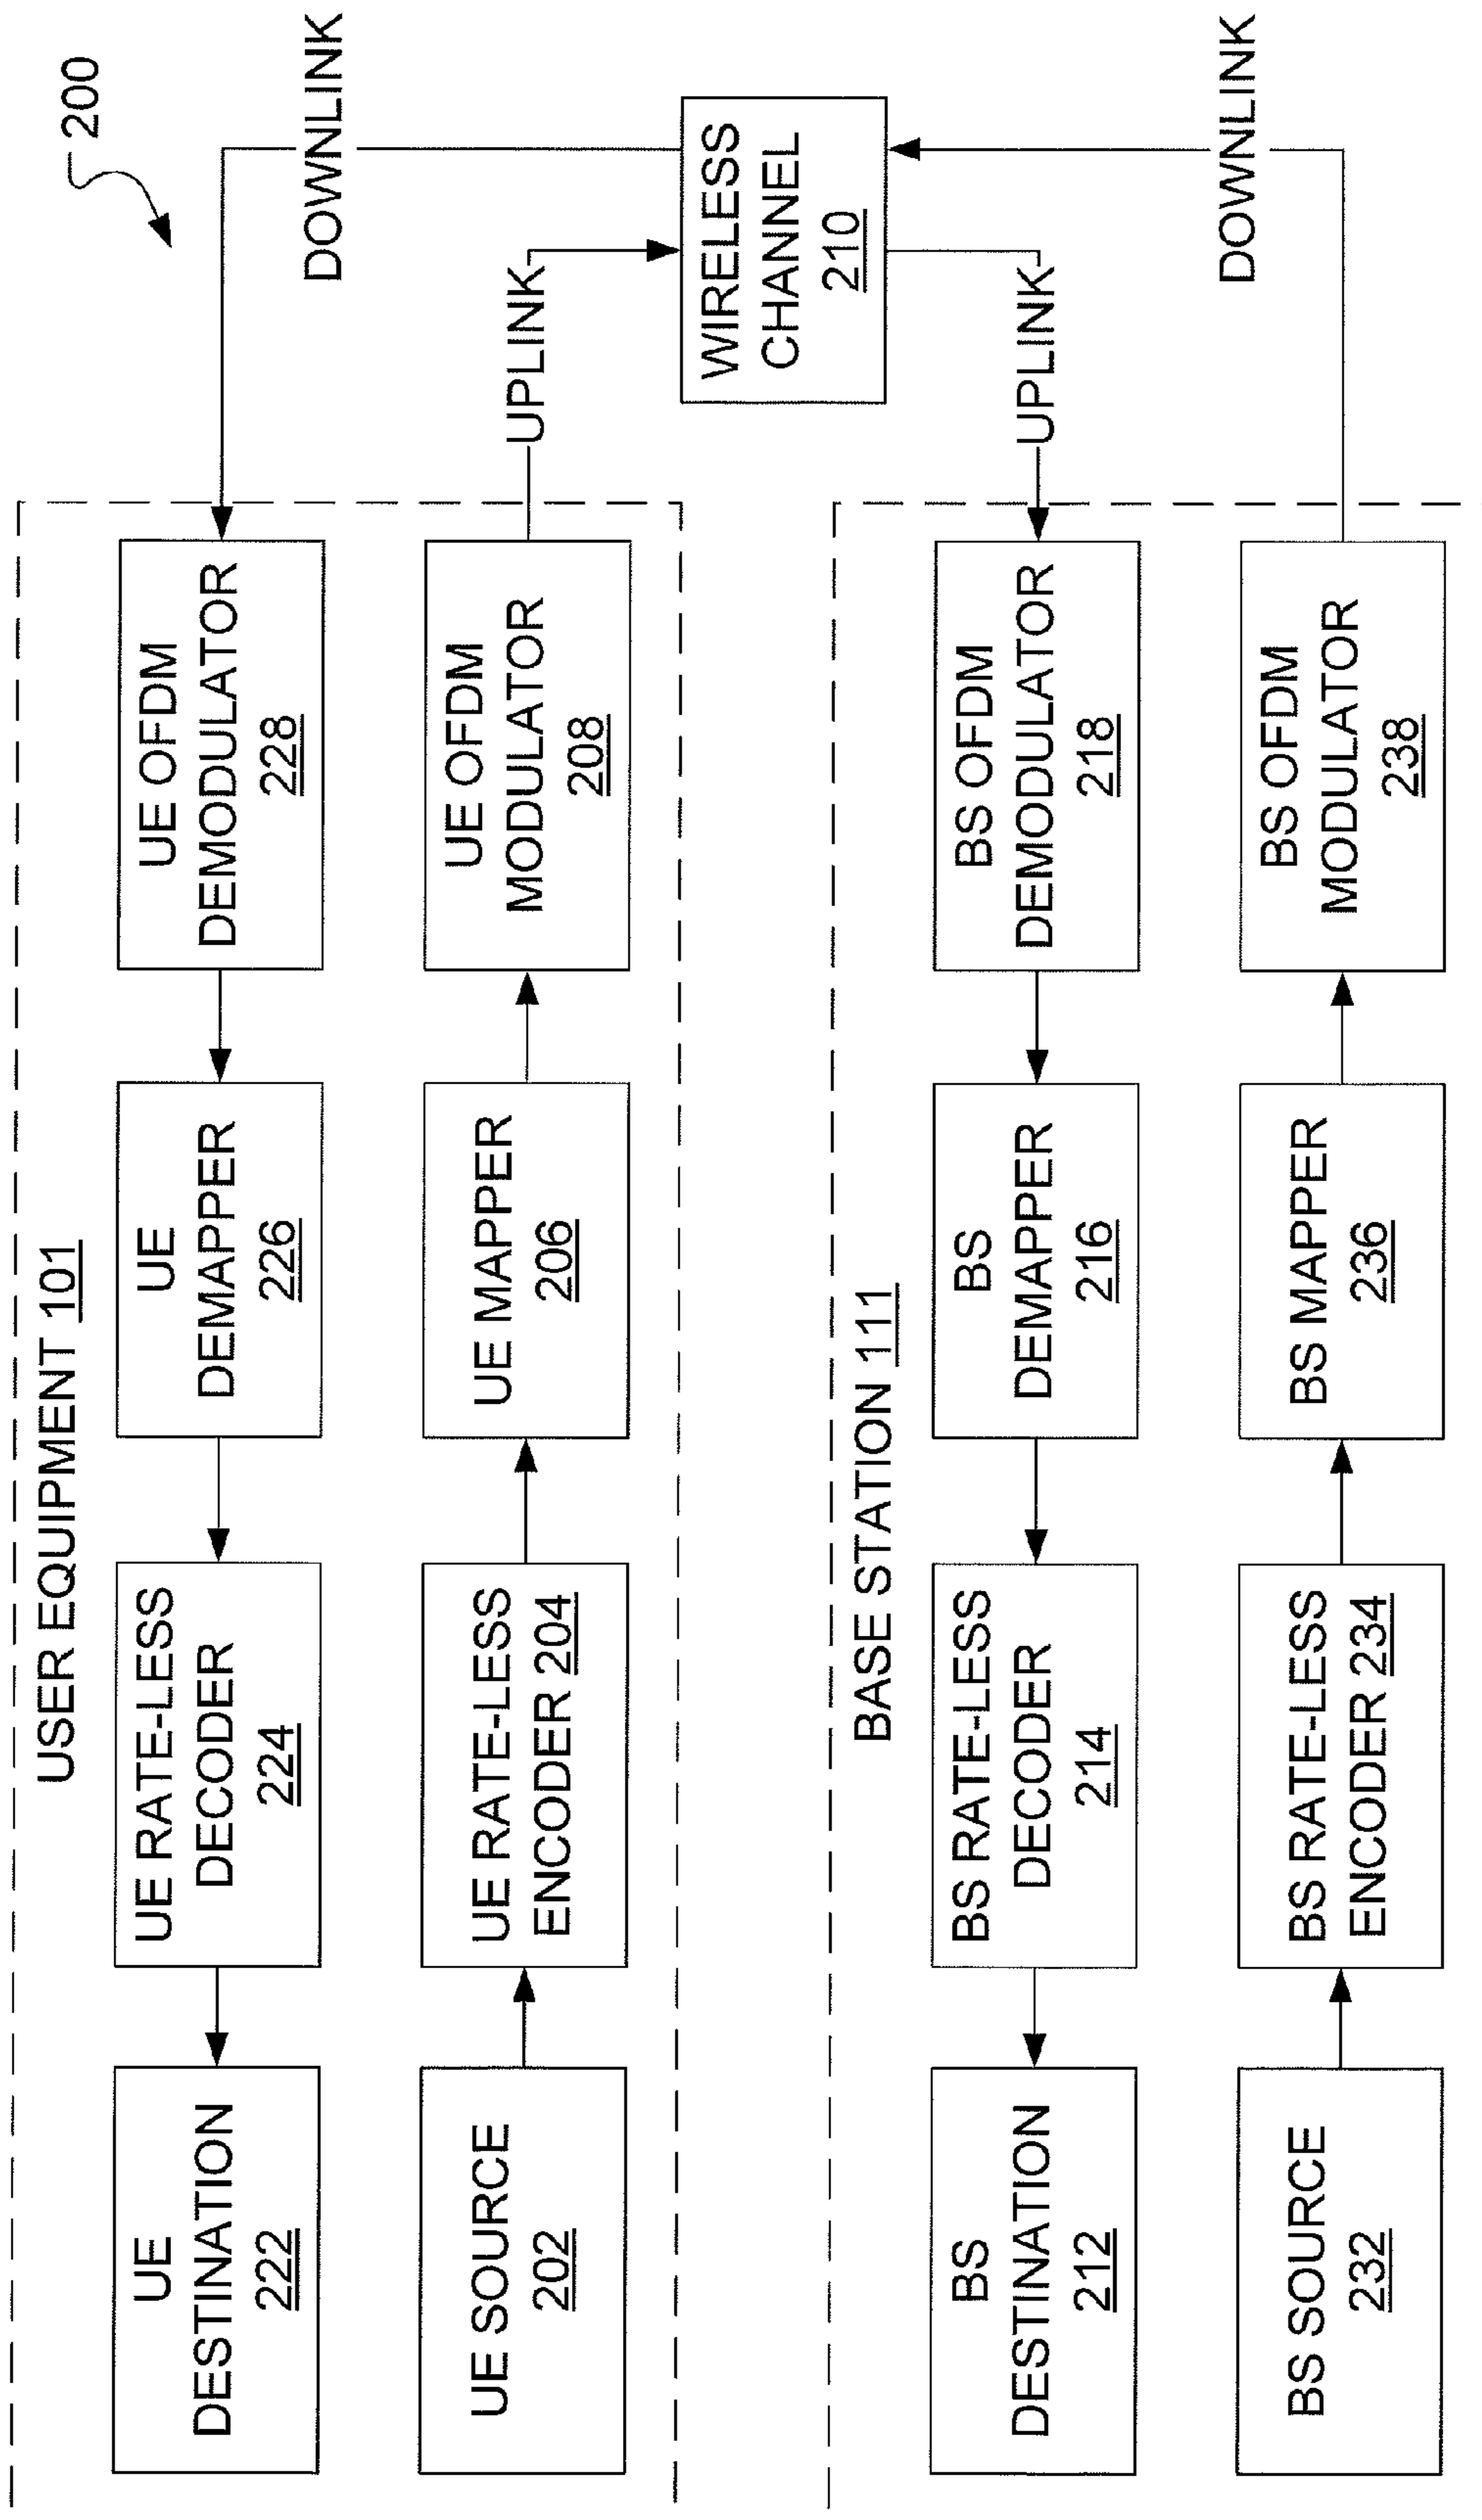 200
USER EQUIPMENT 101
UE
DESTINATION
222
UE RATE-LESS
DECODER
224
UE
DEMAPPER
226
UE OFDM
DEMODULATOR
228
DOWNLINK
UE SOURCE
202
UE RATE-LESS
ENCODER 204
UE MAPPER
206
UE OFDM
MODULATOR
208
UPLINK
WIRELESS
CHANNEL
210
BASE STATION 111
BS
DESTINATION
212
BS RATE-LESS
DECODER
214
BS
DEMAPPER
216
BS OFDM
DEMODULATOR
218
UPLINK
BS SOURCE
232
BS RATE-LESS
ENCODER 234
BS MAPPER
236
BS OFDM
MODULATOR
238
DOWNLINK